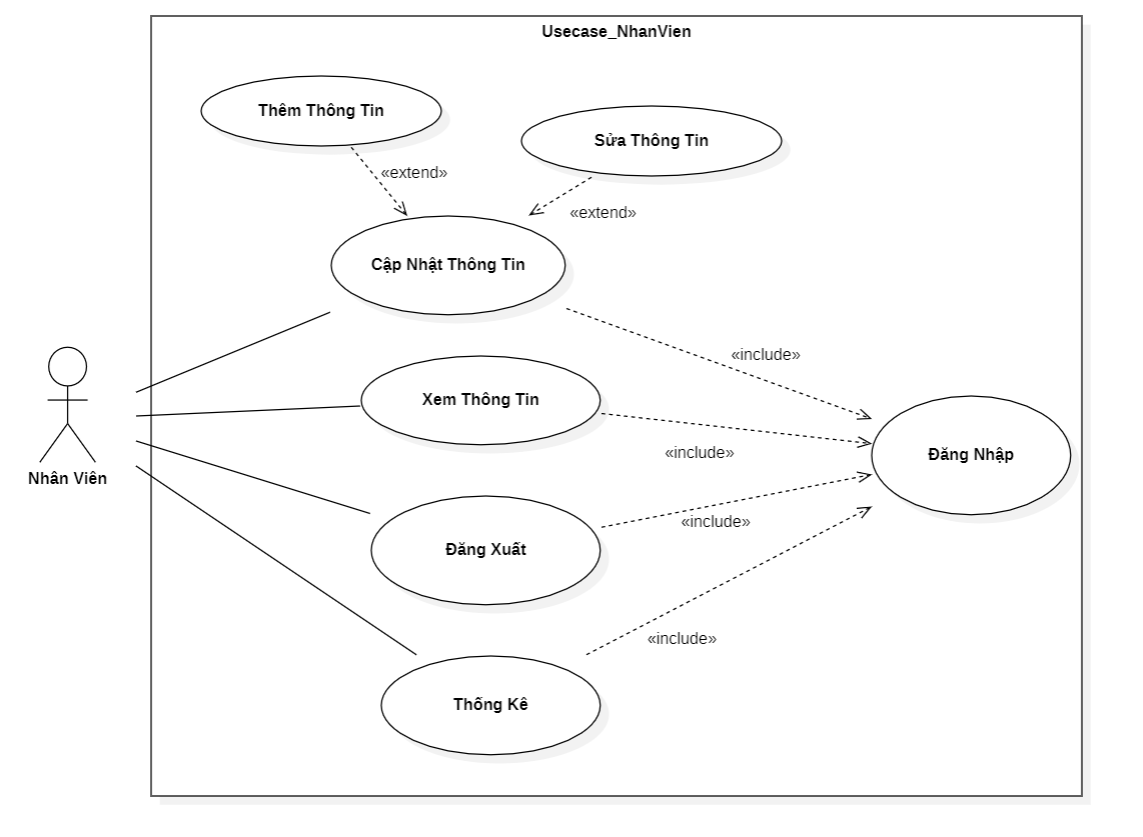 Usecase_NhanVien
Thêm Thông Tin
Sửa Thông Tin
«extend»
«extend»
Cập Nhật Thông Tin
«include»
Xem Thông Tin
«include»
Đăng Nhập
Nhân Viên
«include»
Đăng Xuất
«include»
Thống Kê